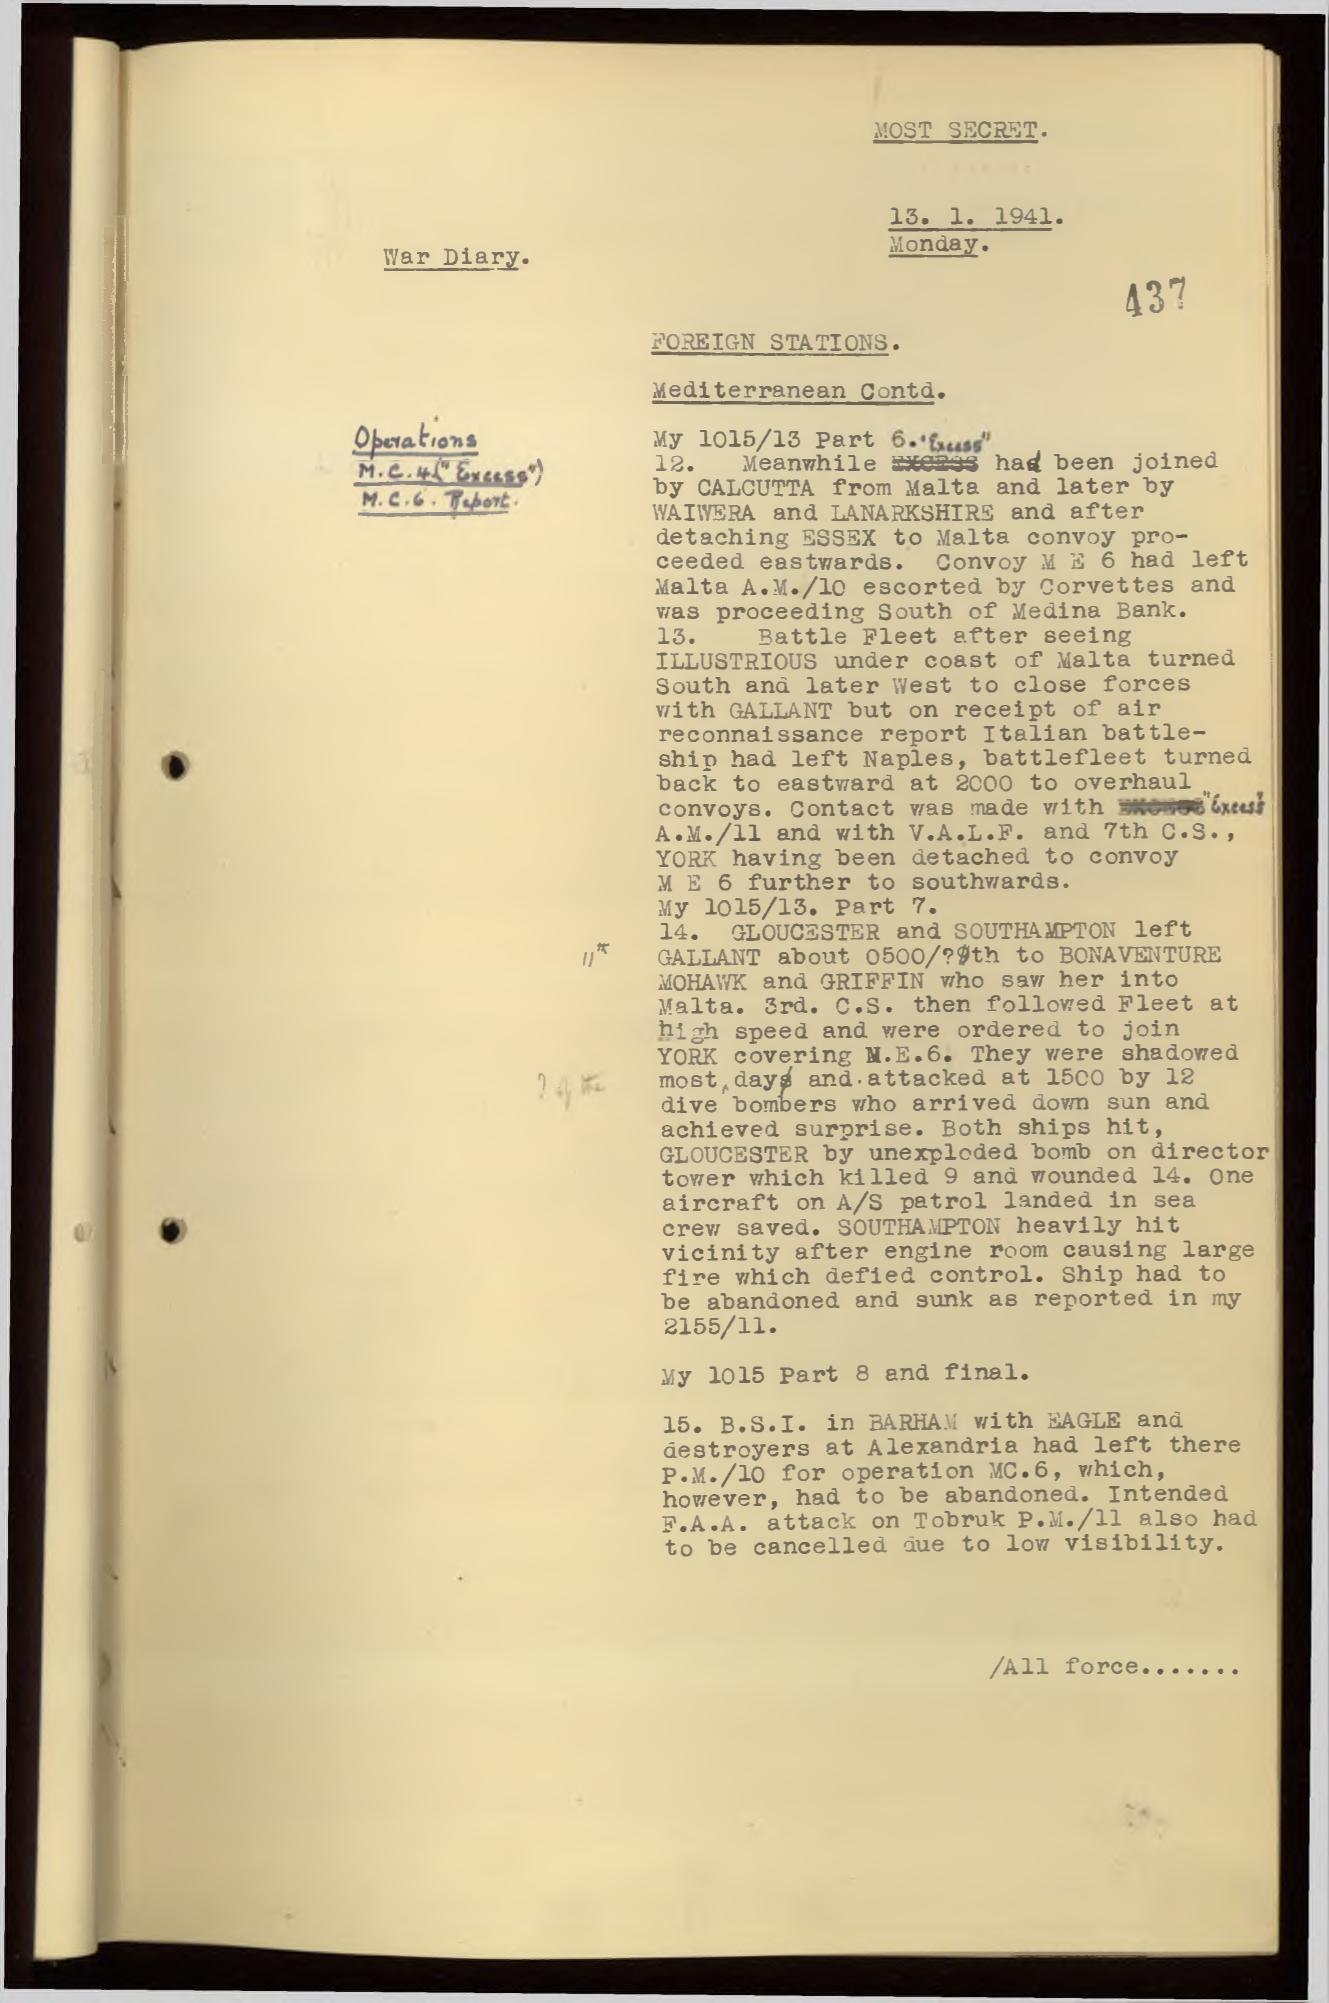 MOST SECRET.
13. 1. 1941.
Monday.
War Diary.
437
FOREIGN STATIONS.
Mediterranean Contd.
Operations
M.C.4 ("Excess")
M.C.6. Report.
My 1015/13 Part 6. "Excess"
12. Meanwhile EXCESS had been joined
by CALCUTTA from Malta and later by
WAIWERA and LANARKSHIRE and after
detaching ESSEX to Malta convoy pro-
ceeded eastwards. Convoy M E 6 had left
Malta A.M./10 escorted by Corvettes and
was proceeding South of Medina Bank.
13. Battle Fleet after seeing
ILLUSTRIOUS under coast of Malta turned
South and later West to close forces
with GALLANT but on receipt of air
reconnaissance report Italian battle-
ship had left Naples, battlefleet turned
back to eastward at 2000 to overhaul
convoys. Contact was made with EXCESS "Excess"
A.M./11 and with V.A.L.F. and 7th C.S.,
YORK having been detached to convoy
M E 6 further to southwards.
My 1015/13. Part 7.
14. GLOUCESTER and SOUTHAMPTON left
11th GALLANT about 0500/?9th to BONAVENTURE
MOHAWK and GRIFFIN who saw her into
Malta. 3rd. C.S. then followed Fleet at
high speed and were ordered to join
YORK covering M.E.6. They were shadowed
? of the most days and attacked at 1500 by 12
dive bombers who arrived down sun and
achieved surprise. Both ships hit,
GLOUCESTER by unexploded bomb on director
tower which killed 9 and wounded 14. One
aircraft on A/S patrol landed in sea
crew saved. SOUTHAMPTON heavily hit
vicinity after engine room causing large
fire which defied control. Ship had to
be abandoned and sunk as reported in my
2155/11.
My 1015 Part 8 and final.
15. B.S.I. in BARHAM with EAGLE and
destroyers at Alexandria had left there
P.M./10 for operation MC.6, which,
however, had to be abandoned. Intended
F.A.A. attack on Tobruk P.M./11 also had
to be cancelled due to low visibility.
/All force.......